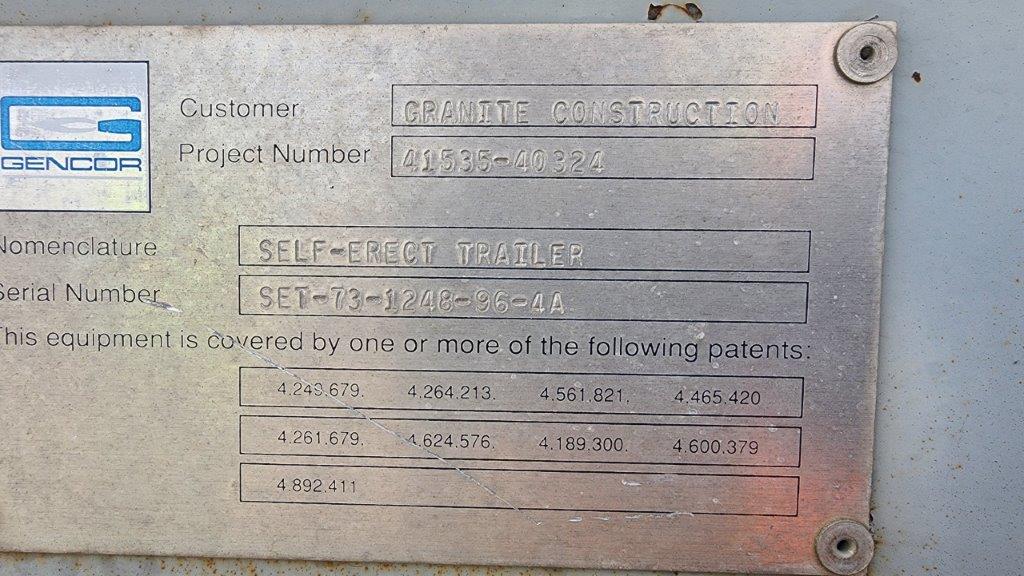 GENCOR
Customer GRANITE CONSTRUCTION
Project Number 41535-40324
Nomenclature SELF-ERECT TRAILER
Serial Number SET-73-1248-96-4A
This equipment is covered by one or more of the following patents:
4.249.679. 4.264.213. 4.561.821. 4.465.420
4.261.679. 4.624.576. 4.189.300. 4.600.379
4.892.411